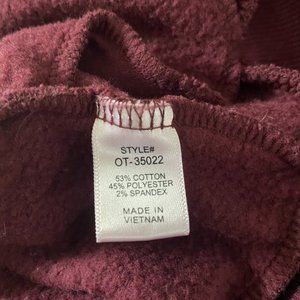 STYLE#
OT-35022
53% COTTON
45% POLYESTER
2% SPANDEX
MADE IN
VIETNAM